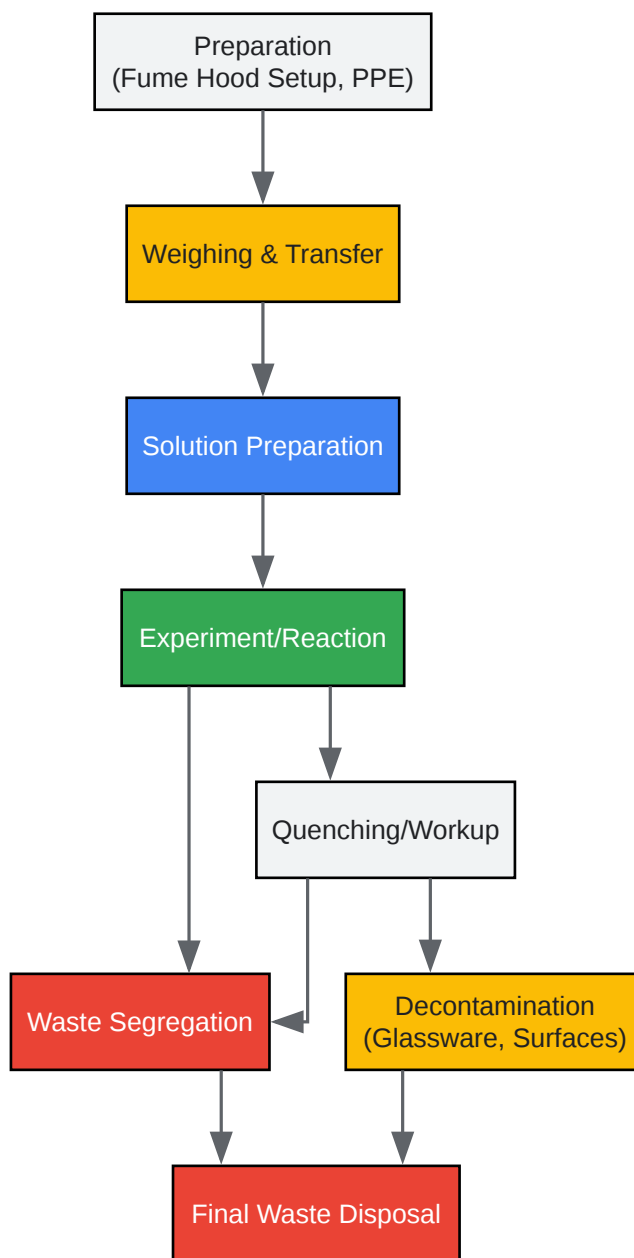 Preparation
(Fume Hood Setup, PPE)
Weighing & Transfer
Solution Preparation
Experiment/Reaction
Quenching/Workup
Waste Segregation
Decontamination
(Glassware, Surfaces)
Final Waste Disposal